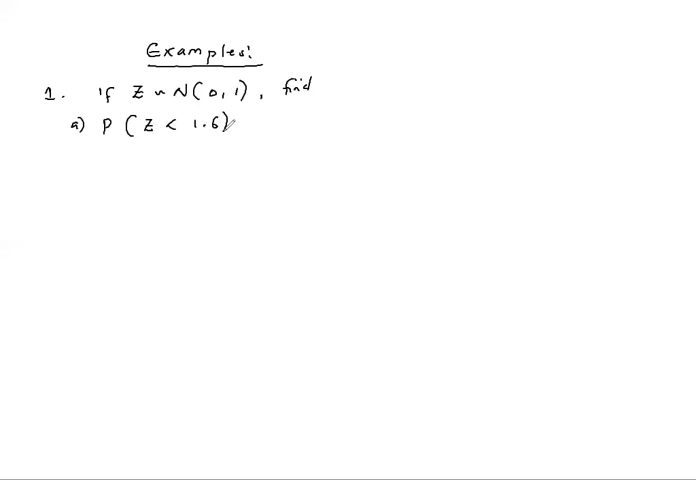 Examples:
1. If Z ~ N(0,1), find
a) P(Z < 1.6)